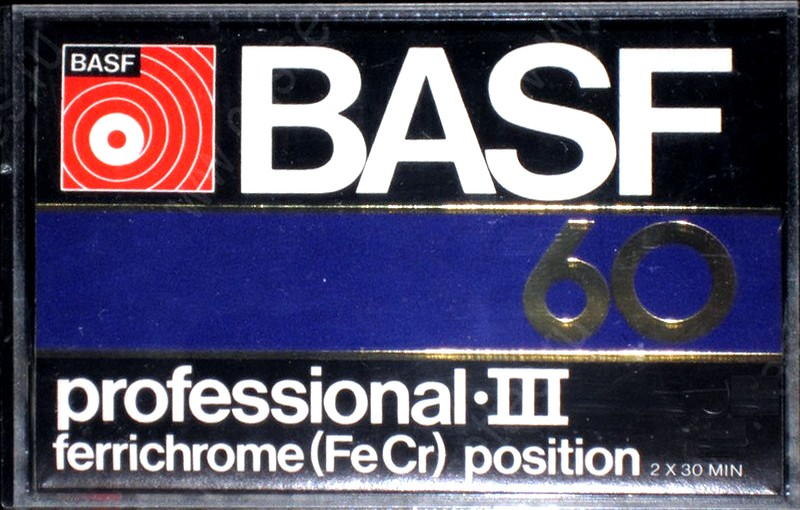 BASF
BASF
60
professional·III
ferrichrome (FeCr) position
2 X 30 MIN